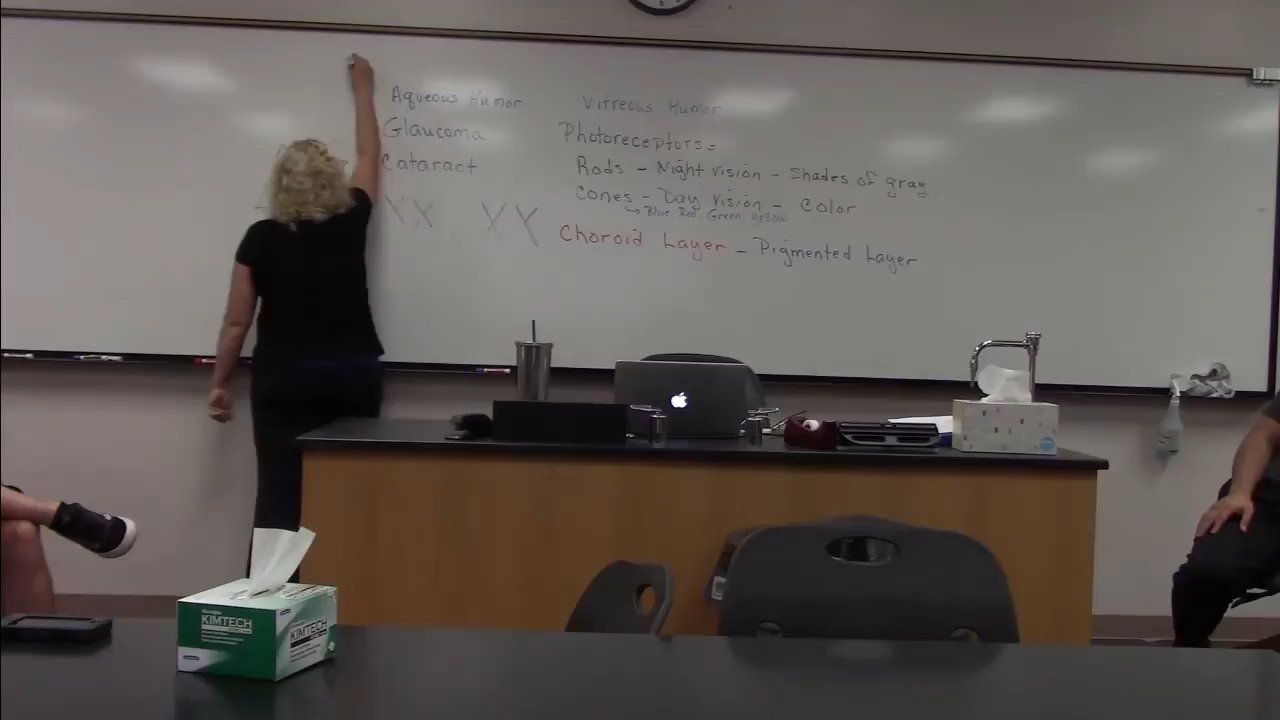 Aqueous Humor
Glaucoma
Cataract
XX XX
Vitreous Humor
Photoreceptors =
Rods - Night vision - Shades of gray
Cones - Day vision - Color
→ Blue, Red, Green, Yellow
Choroid Layer - Pigmented Layer
KIMTECH
KIMTECH